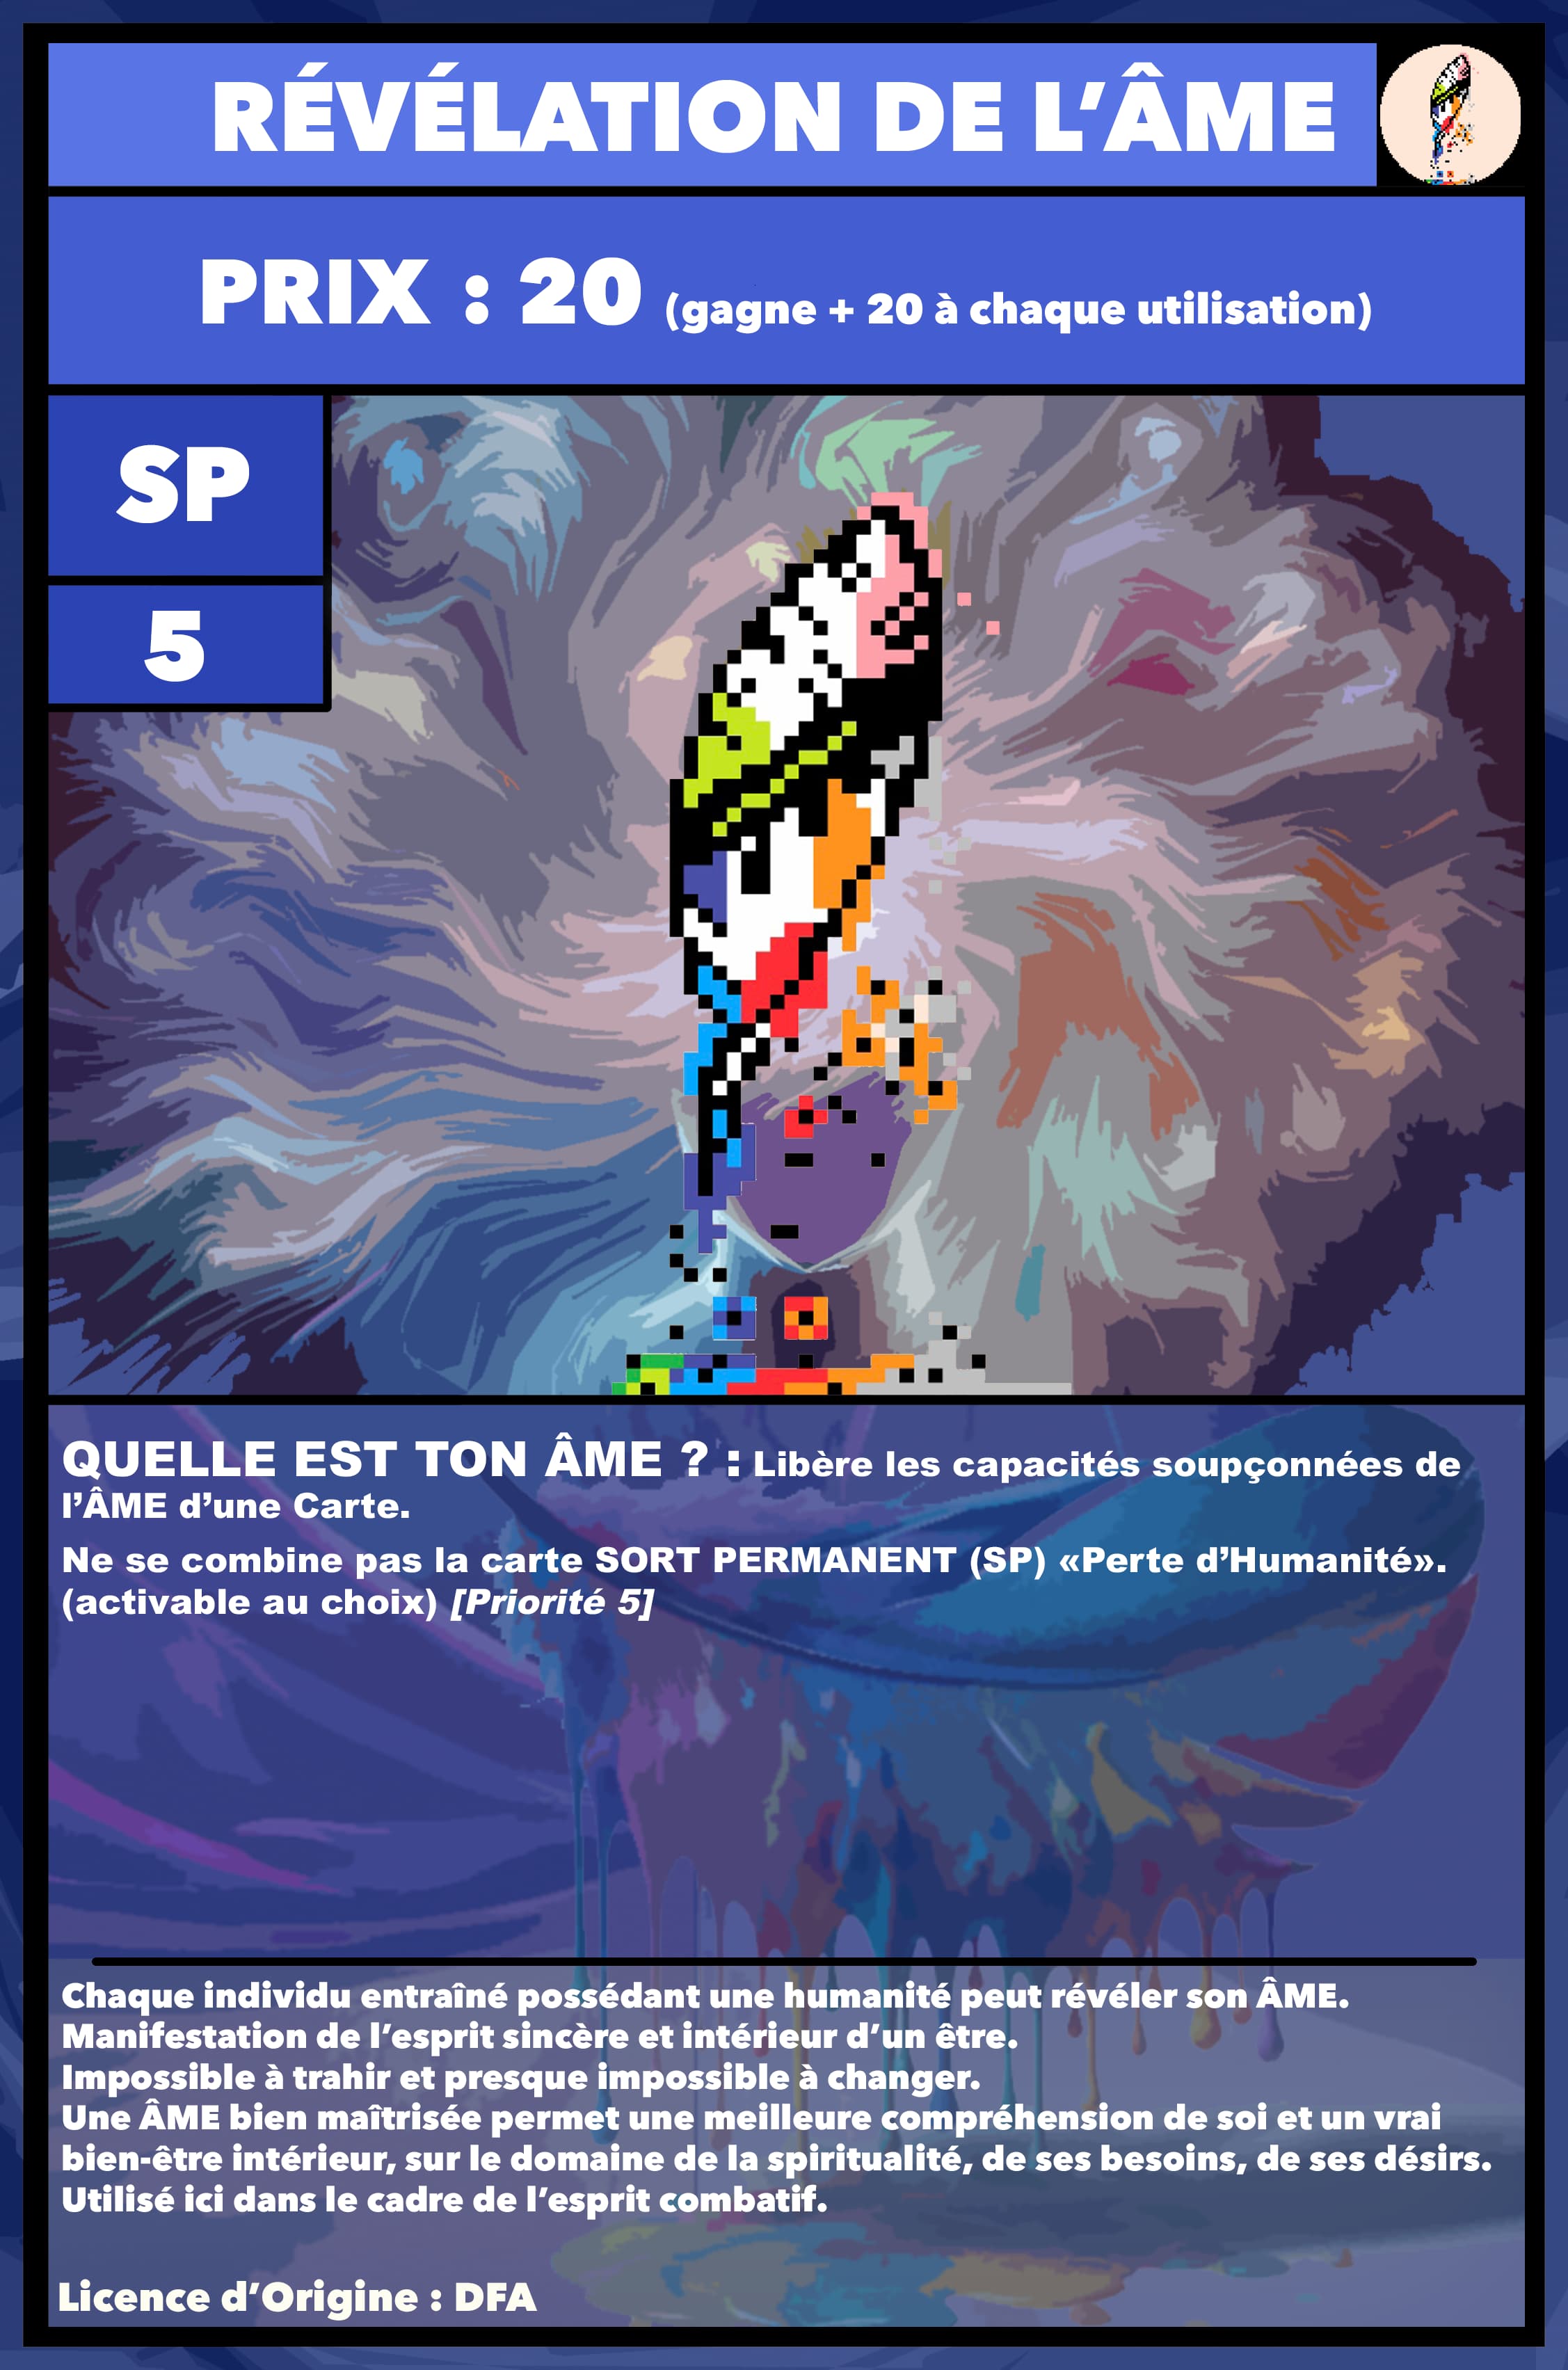 RÉVÉLATION DE L’ÂME
PRIX : 20 (gagne + 20 à chaque utilisation)
SP
5
QUELLE EST TON ÂME ? : Libère les capacités soupçonnées de
l’ÂME d’une Carte.
Ne se combine pas la carte SORT PERMANENT (SP) «Perte d’Humanité».
(activable au choix) [Priorité 5]
Chaque individu entraîné possédant une humanité peut révéler son ÂME.
Manifestation de l’esprit sincère et intérieur d’un être.
Impossible à trahir et presque impossible à changer.
Une ÂME bien maîtrisée permet une meilleure compréhension de soi et un vrai
bien-être intérieur, sur le domaine de la spiritualité, de ses besoins, de ses désirs.
Utilisé ici dans le cadre de l’esprit combatif.
Licence d’Origine : DFA